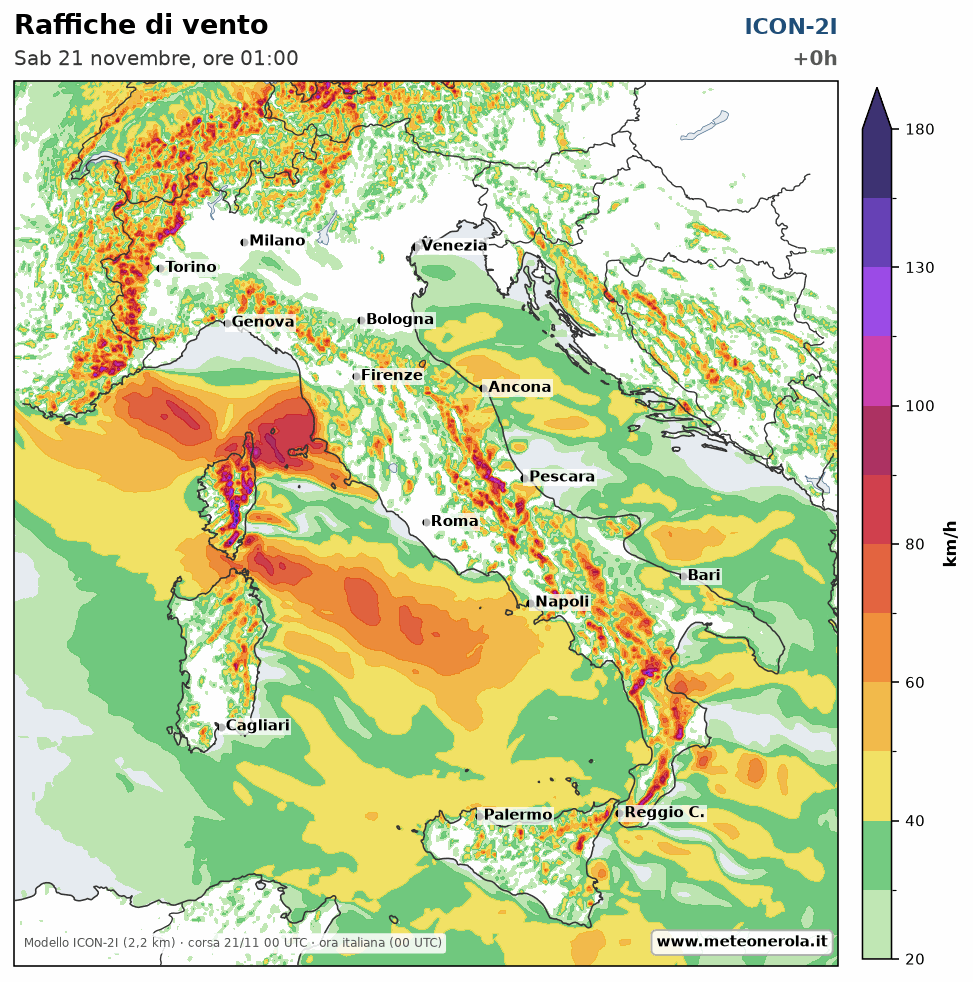 Raffiche di vento
ICON-2I
Sab 21 novembre, ore 01:00
+0h
180
130
100
80
60
40
20
km/h
Milano
Venezia
Torino
Genova
Bologna
Firenze
Ancona
Pescara
Roma
Bari
Napoli
Cagliari
Palermo
Reggio C.
Modello ICON-2I (2,2 km) · corsa 21/11 00 UTC · ora italiana (00 UTC)
www.meteonerola.it